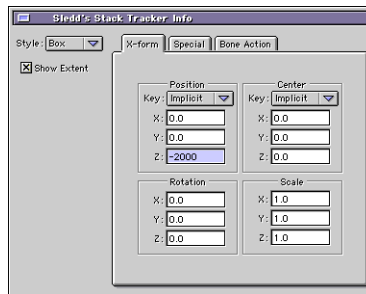 Sledd's Stack Tracker Info
Style: Box
X-form Special Bone Action
Show Extent
Position Center
Key: Implicit Key: Implicit
X: 0.0 X: 0.0
Y: 0.0 Y: 0.0
Z: -2000 Z: 0.0
Rotation Scale
X: 0.0 X: 1.0
Y: 0.0 Y: 1.0
Z: 0.0 Z: 1.0